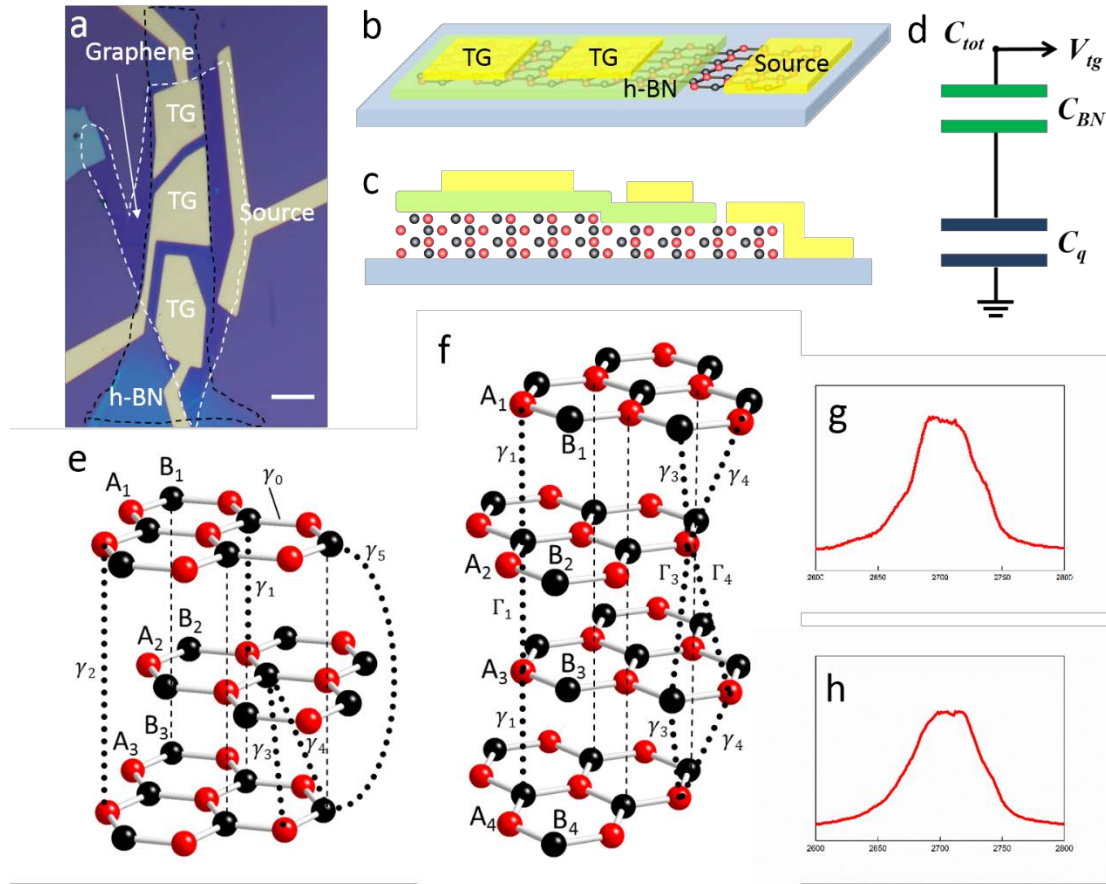 a
Graphene
TG
TG
Source
TG
h-BN
b
TG
TG
Source
h-BN
c
d
C_tot
V_tg
C_BN
C_q
e
B₁
γ₀
A₁
γ₅
γ₁
B₂
A₂
γ₂
B₃
γ₃
γ₄
A₃
f
A₁
B₁
γ₁
γ₃
γ₄
A₂
B₂
Γ₁
Γ₃
Γ₄
A₃
B₃
γ₁
γ₃
γ₄
A₄
B₄
g
2600 2650 2700 2750 2800
h
2600 2650 2700 2750 2800